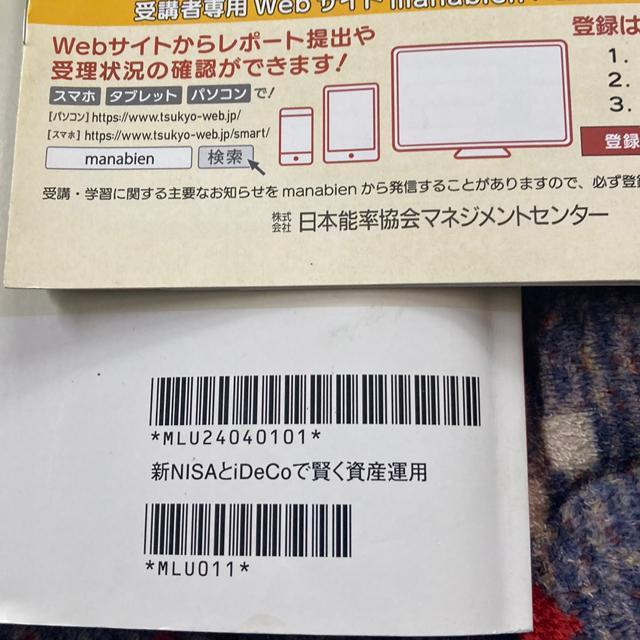 受講者専用 Web サイト manabien
Webサイトからレポート提出や
受理状況の確認ができます!
スマホ タブレット パソコン で!
[パソコン] https://www.tsukyo-web.jp/
[スマホ] https://www.tsukyo-web.jp/smart/
manabien 検索
登録は
1.
2.
3.
登録
受講・学習に関する主要なお知らせを manabien から発信することがありますので、必ず登
株式会社 日本能率協会マネジメントセンター
*MLU24040101*
新NISAとiDeCoで賢く資産運用
*MLU011*